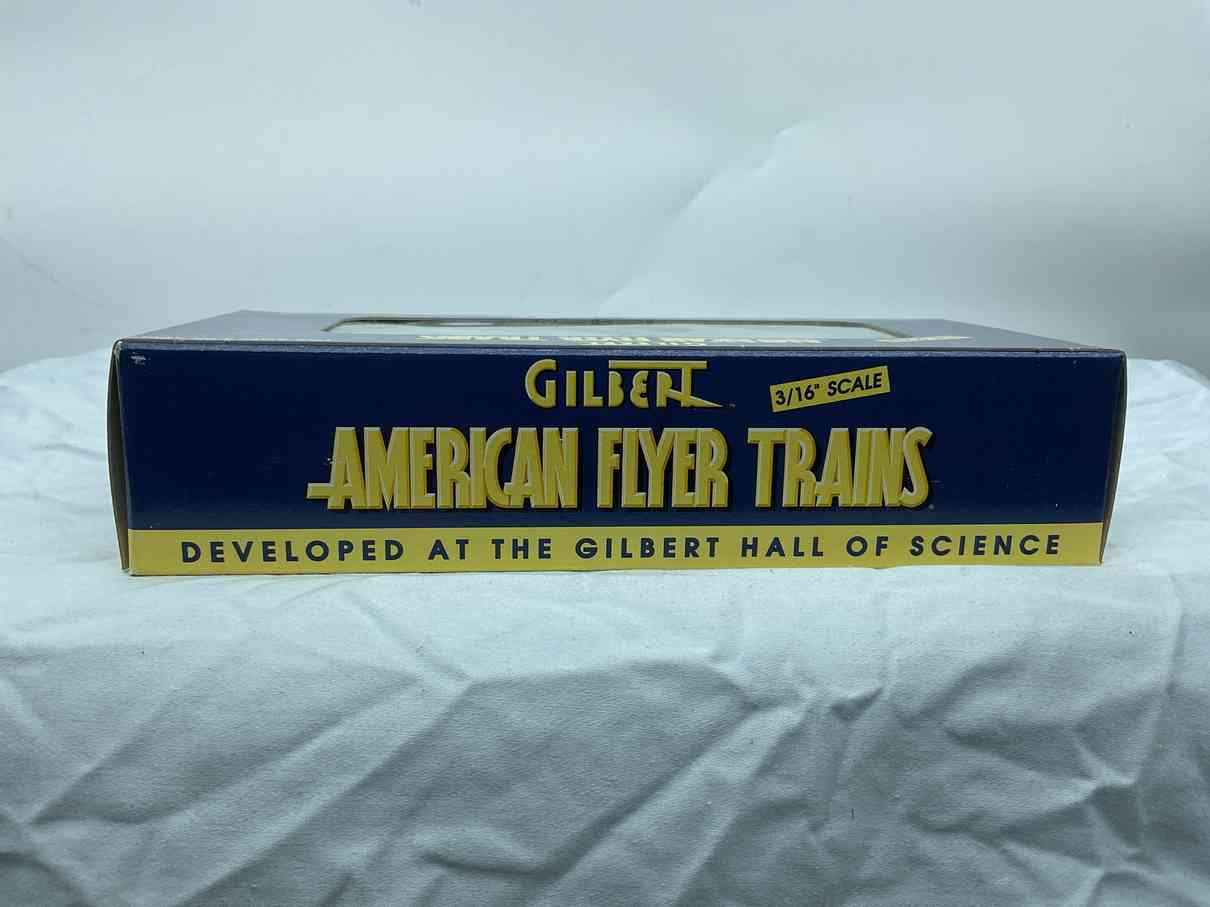 GILBERT
3/16" SCALE
AMERICAN FLYER TRAINS
DEVELOPED AT THE GILBERT HALL OF SCIENCE